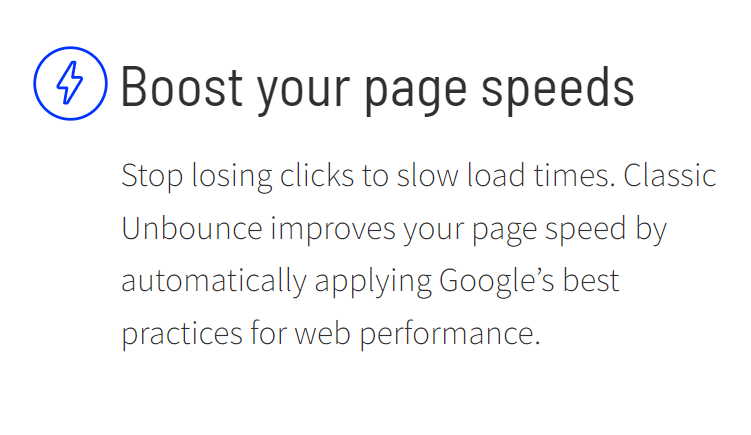 Boost your page speeds
Stop losing clicks to slow load times. Classic
Unbounce improves your page speed by
automatically applying Google’s best
practices for web performance.